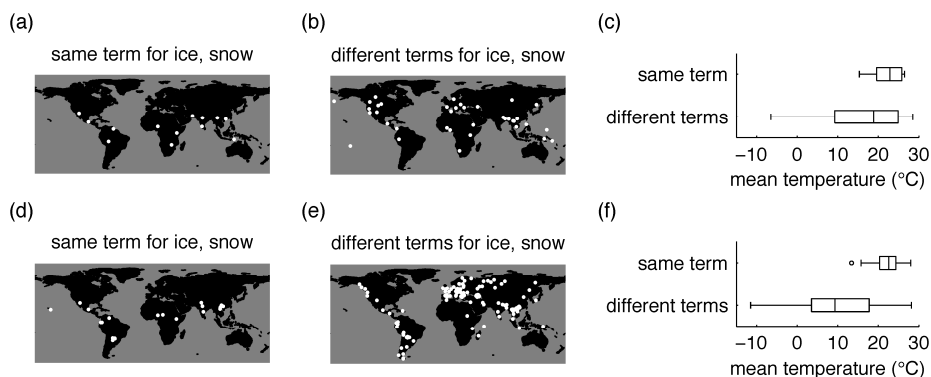 (a)
same term for ice, snow
(b)
different terms for ice, snow
(c)
same term
different terms
−10 0 10 20 30
mean temperature (°C)
(d)
same term for ice, snow
(e)
different terms for ice, snow
(f)
same term
different terms
−10 0 10 20 30
mean temperature (°C)